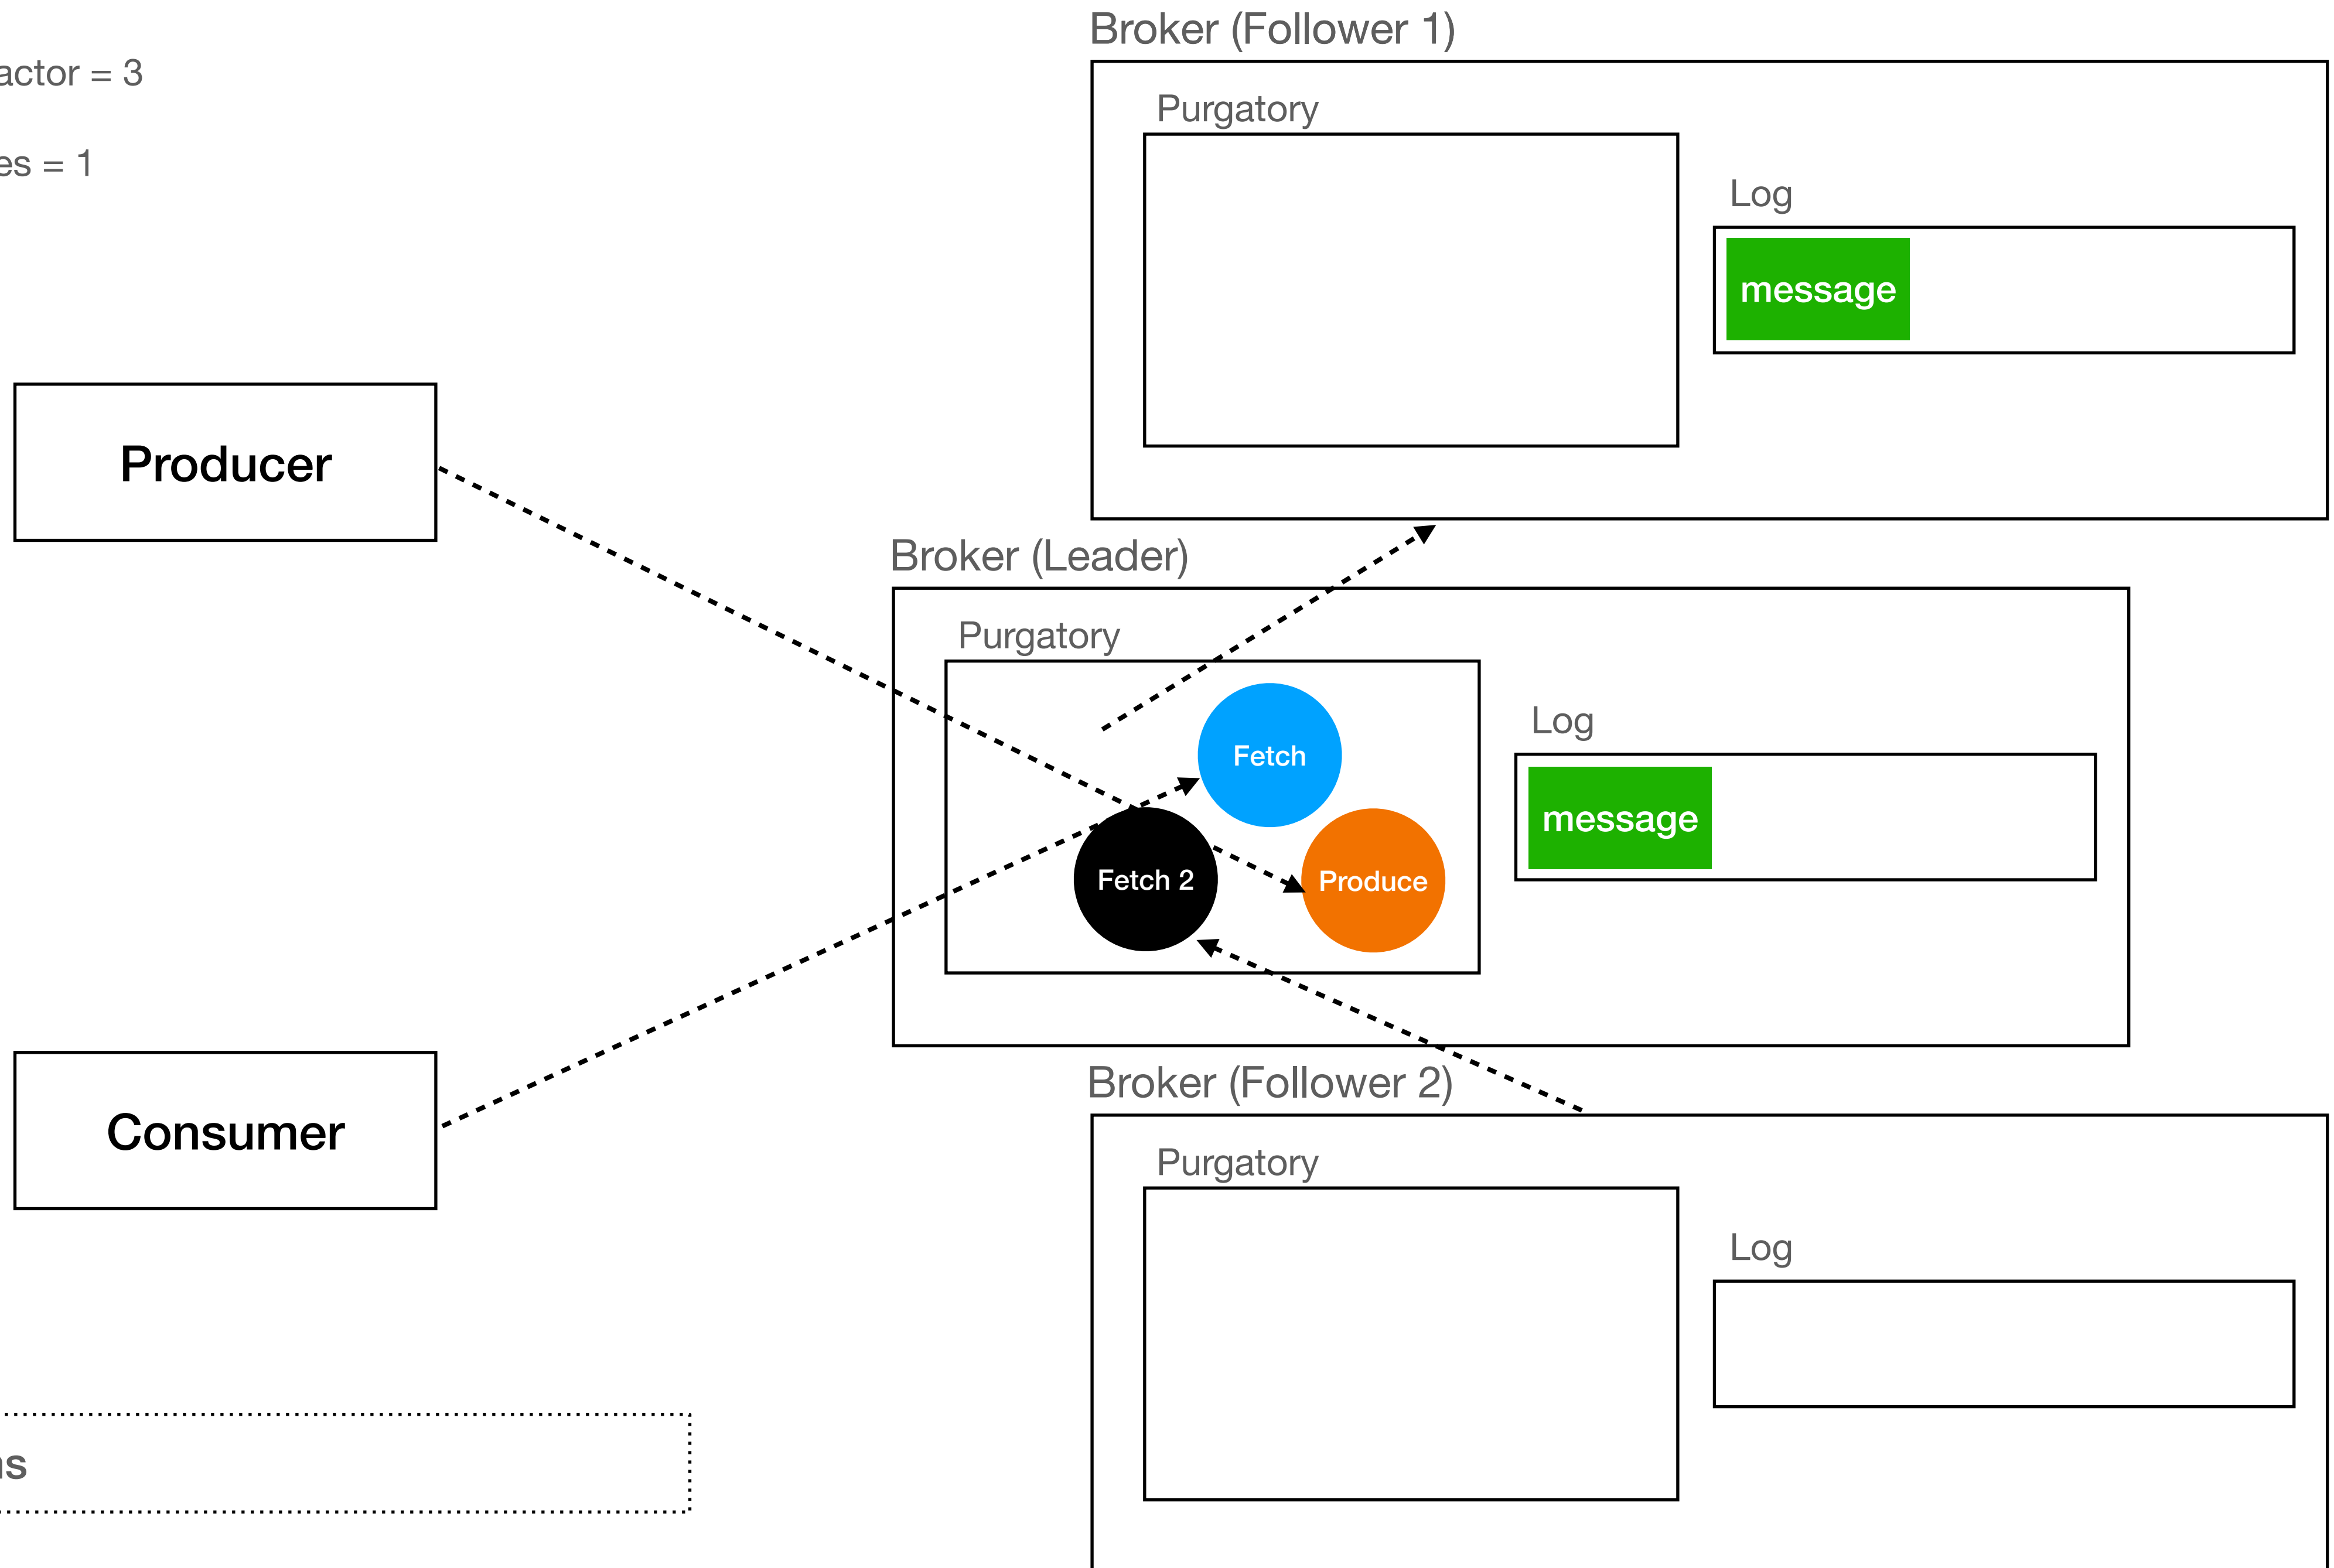 actor = 3
es = 1
Broker (Follower 1)
Purgatory
Log
message
Producer
Broker (Leader)
Purgatory
Log
Fetch
message
Fetch 2
Produce
Consumer
Broker (Follower 2)
Purgatory
Log